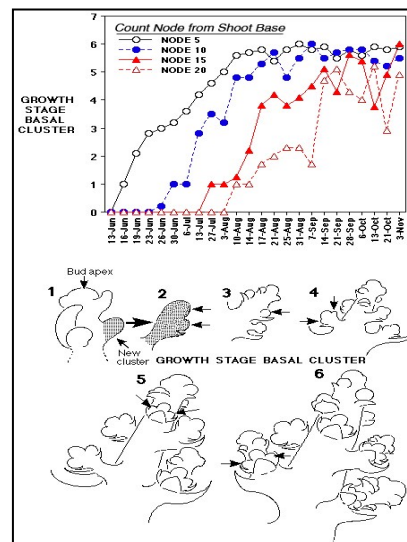 Count Node from Shoot Base
NODE 5
NODE 10
NODE 15
NODE 20
GROWTH
STAGE
BASAL
CLUSTER
7
6
5
4
3
2
1
0
13-Jun
16-Jun
19-Jun
23-Jun
26-Jun
30-Jun
6-Jul
13-Jul
27-Jul
3-Aug
10-Aug
14-Aug
17-Aug
21-Aug
25-Aug
31-Aug
7-Sep
14-Sep
21-Sep
28-Sep
6-Oct
13-Oct
21-Oct
3-Nov
Bud apex
1
2
3
4
New
cluster
GROWTH STAGE BASAL CLUSTER
5
6